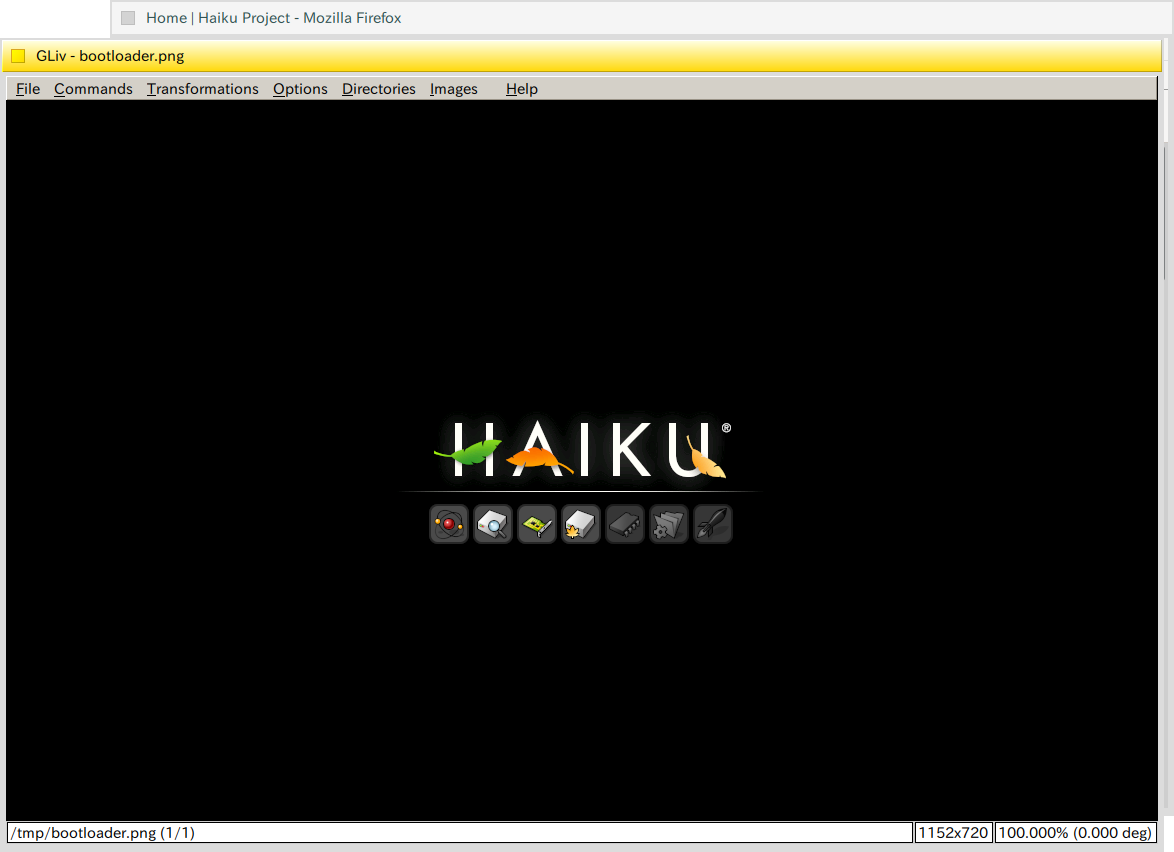 Home | Haiku Project - Mozilla Firefox
GLiv - bootloader.png
File Commands Transformations Options Directories Images Help
HAIKU®
/tmp/bootloader.png (1/1) 1152x720 100.000% (0.000 deg)